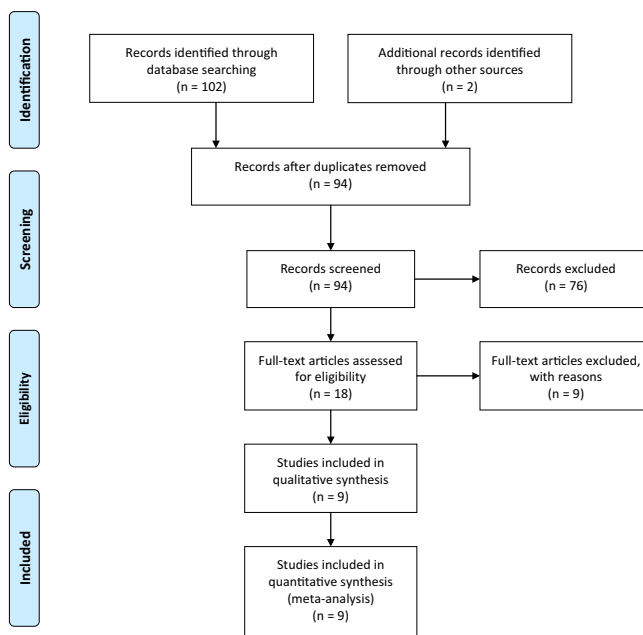 Identification
Records identified through
database searching
(n = 102)
Additional records identified
through other sources
(n = 2)
Records after duplicates removed
(n = 94)
Screening
Records screened
(n = 94)
Records excluded
(n = 76)
Eligibility
Full-text articles assessed
for eligibility
(n = 18)
Full-text articles excluded,
with reasons
(n = 9)
Studies included in
qualitative synthesis
(n = 9)
Included
Studies included in
quantitative synthesis
(meta-analysis)
(n = 9)